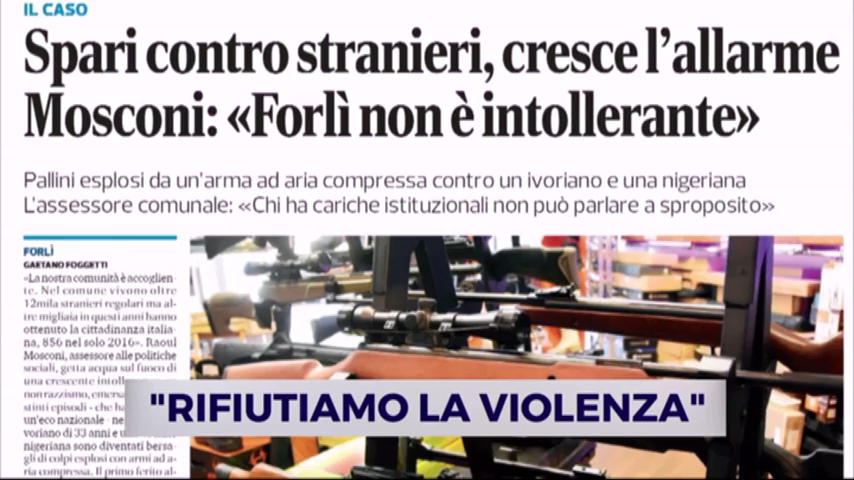 IL CASO
Spari contro stranieri, cresce l'allarme
Mosconi: «Forlì non è intollerante»
Pallini esplosi da un'arma ad aria compressa contro un ivoriano e una nigeriana
L'assessore comunale: «Chi ha cariche istituzionali non può parlare a sproposito»
FORLÌ
GAETANO FOGGETTI
«La nostra comunità è accoglien-
te. Nel comune vivono oltre
12mila stranieri regolari ma al-
tre migliaia in questi anni hanno
ottenuto la cittadinanza italia-
na, 856 nel solo 2016». Raoul
Mosconi, assessore alle politiche
sociali, getta acqua sul fuoco di
una crescente intoll
non razzismo, emers
stinti episodi - che h
un'eco nazionale - ne
voriano di 33 anni e u
nigeriana sono diventati bersa-
gli di colpi esplosi con armi ad a-
ria compressa. Il primo ferito al-
"RIFIUTIAMO LA VIOLENZA"